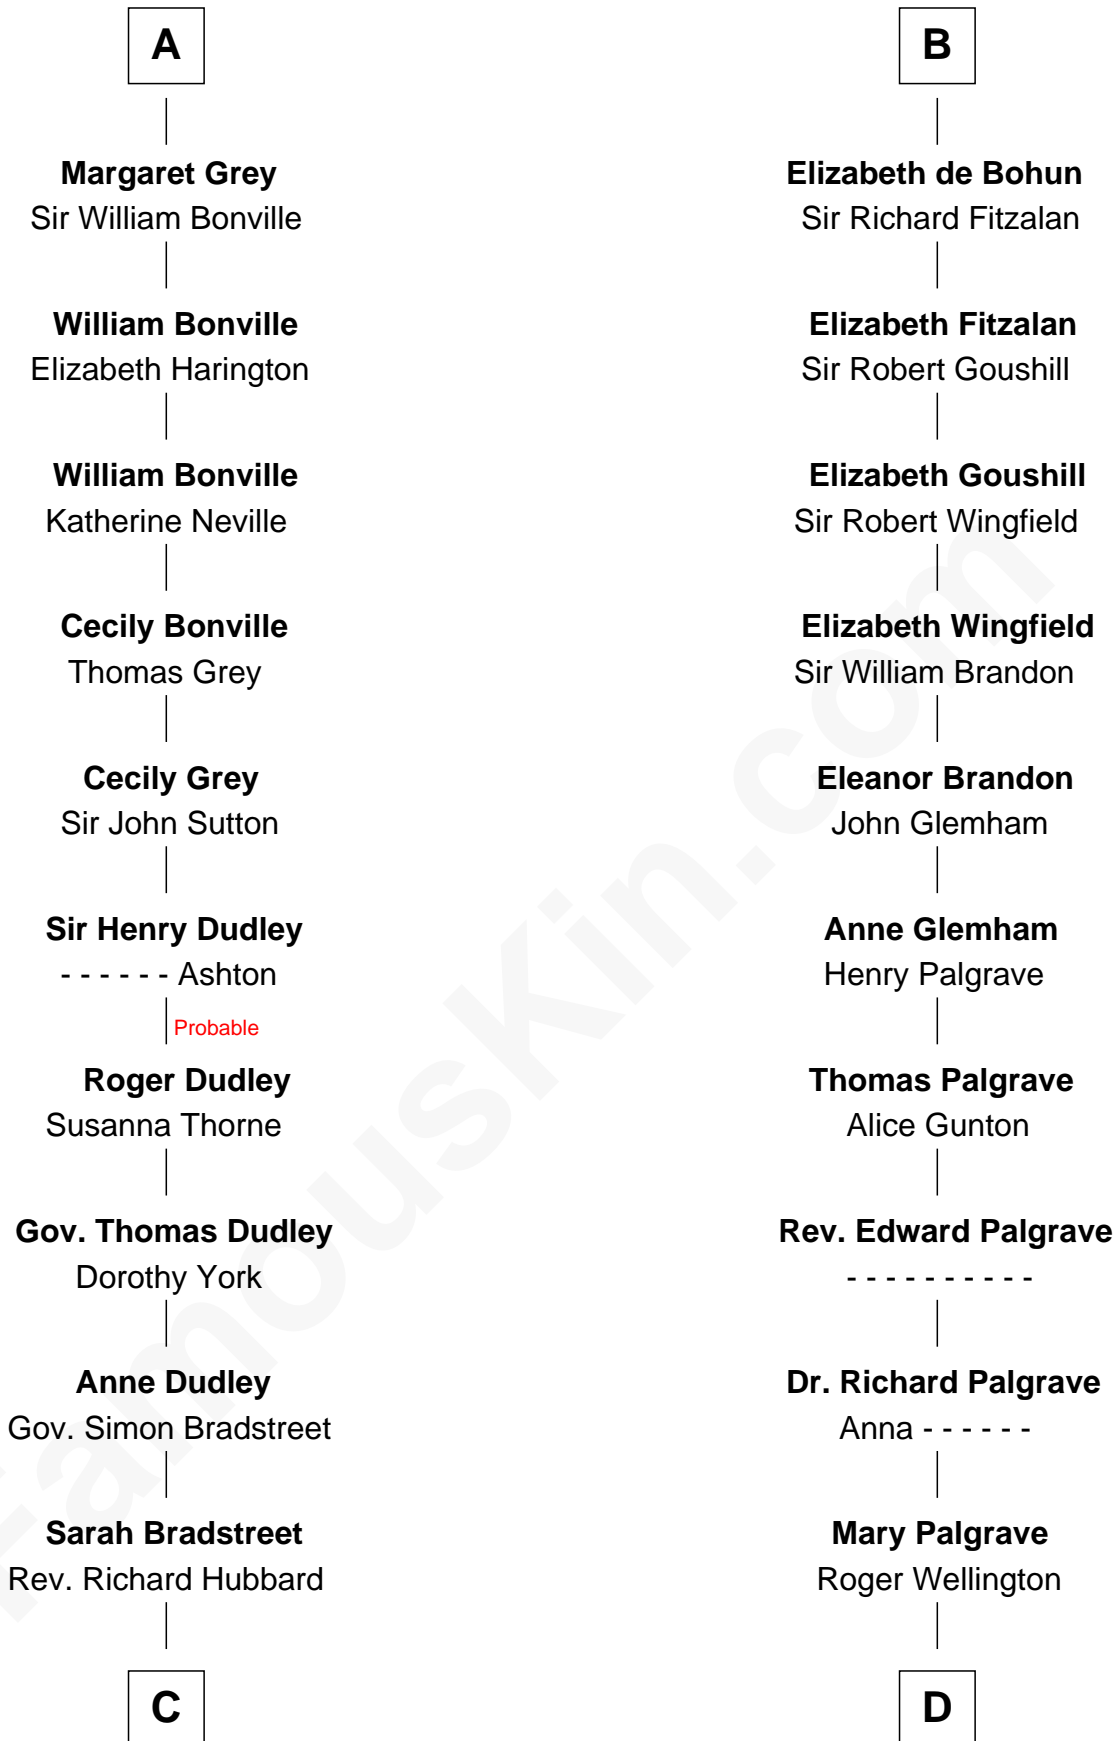 A
Margaret Grey
Sir William Bonville
William Bonville
Elizabeth Harington
William Bonville
Katherine Neville
Cecily Bonville
Thomas Grey
Cecily Grey
Sir John Sutton
Sir Henry Dudley
- - - - - - Ashton
Probable
Roger Dudley
Susanna Thorne
Gov. Thomas Dudley
Dorothy York
Anne Dudley
Gov. Simon Bradstreet
Sarah Bradstreet
Rev. Richard Hubbard
C
B
Elizabeth de Bohun
Sir Richard Fitzalan
Elizabeth Fitzalan
Sir Robert Goushill
Elizabeth Goushill
Sir Robert Wingfield
Elizabeth Wingfield
Sir William Brandon
Eleanor Brandon
John Glemham
Anne Glemham
Henry Palgrave
Thomas Palgrave
Alice Gunton
Rev. Edward Palgrave
- - - - - - - - - -
Dr. Richard Palgrave
Anna - - - - - -
Mary Palgrave
Roger Wellington
D
FamousKin.com